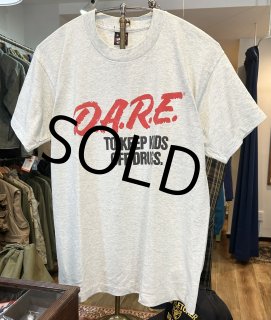 D.A.R.E.
TO KEEP KIDS
OFF DRUGS.
SOLD